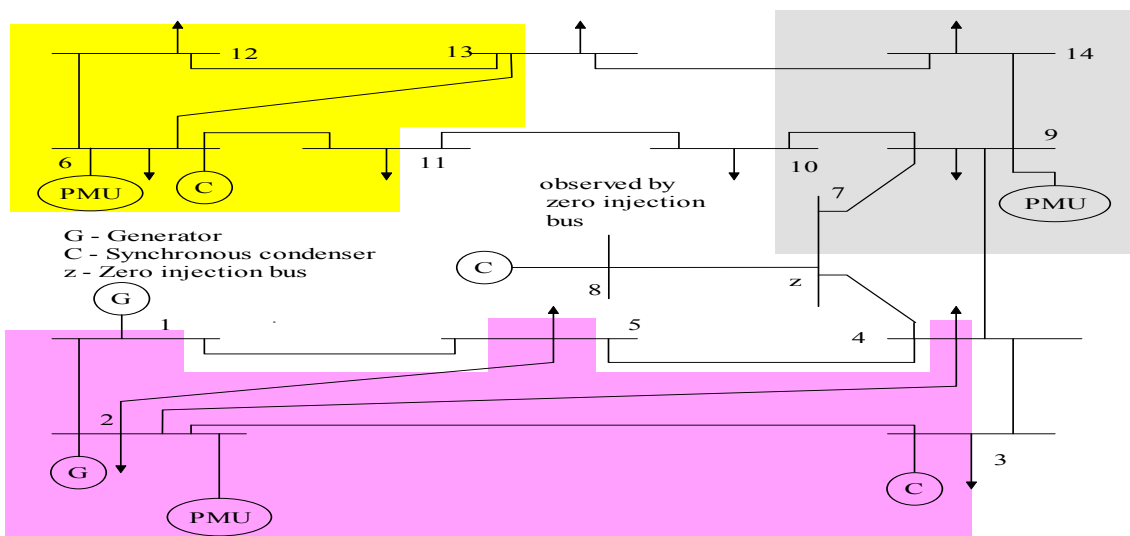 12
13
14
6
11
10
9
PMU
C
observed by
zero injection
bus
7
PMU
G - Generator
C - Synchronous condenser
z - Zero injection bus
C
8
z
G
1
5
4
2
3
G
PMU
C